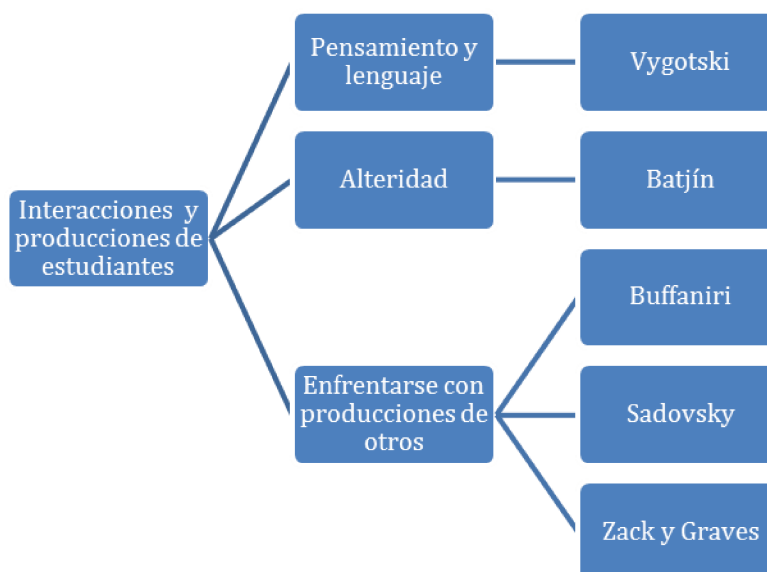 Pensamiento y
lenguaje
Vygotski
Alteridad
Batjín
Interacciones y
producciones de
estudiantes
Buffaniri
Enfrentarse con
producciones de
otros
Sadovsky
Zack y Graves